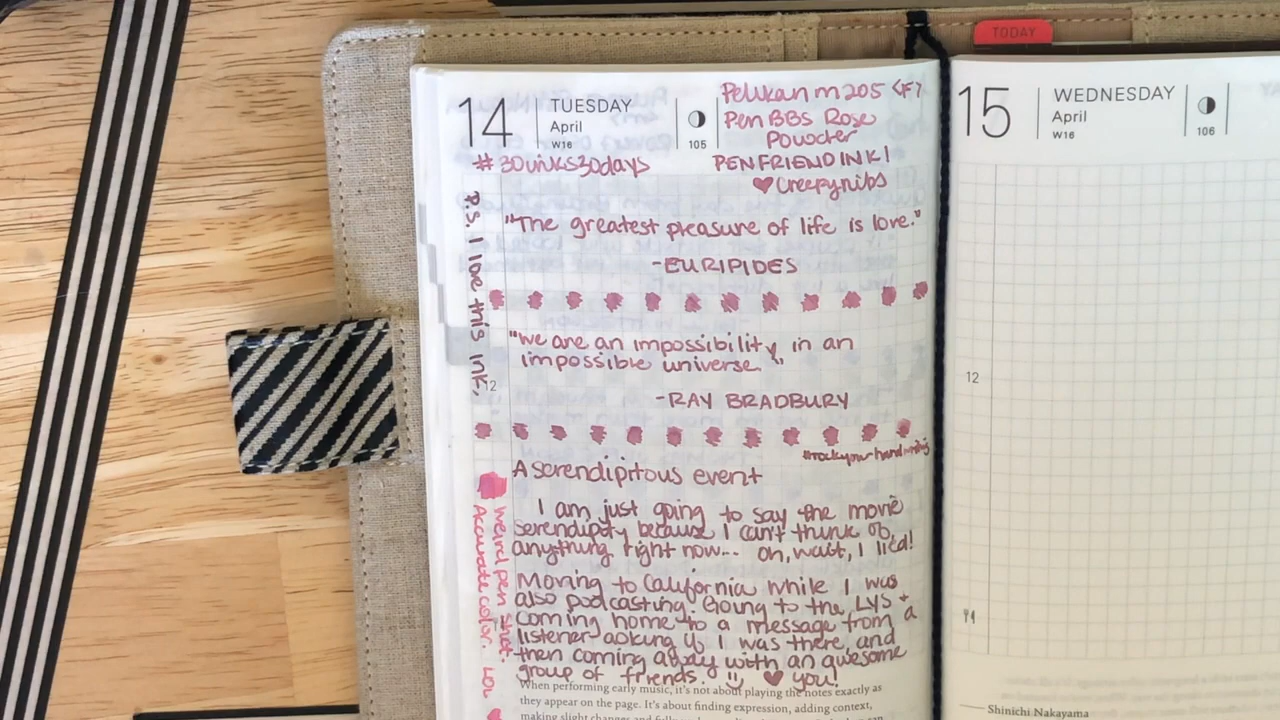 TODAY
14
TUESDAY
April
W16
105
Pelikan m205 <F>
Pen BBs Rose
Powder
PENFRIEND INK!
♥ Creepynibs
#30inks30days
P.S. I love this ink.
"The greatest pleasure of life is love."
-EURIPIDES
"We are an impossibility in an
impossible universe."
12
-RAY BRADBURY
#rockyourhandwriting
A serendipitous event
I am just going to say the movie
serendipity because I can't think of
anything right now... oh, wait, I lied!
Moving to California while I was
also podcasting. Going to the LYS +
coming home to a message from a
listener asking if I was there and
then coming away with an awesome
group of friends. ♥ you!
Weird pen shot.
Accurate color. LOL
When performing early music, it's not about playing the notes exactly as
they appear on the page. It's about finding expression, adding context,
15
WEDNESDAY
April
W16
106
12
Shinichi Nakayama